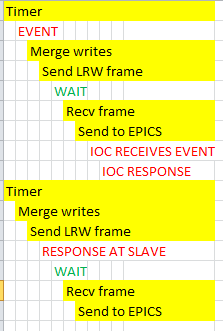 Timer
EVENT
Merge writes
Send LRW frame
WAIT
Recv frame
Send to EPICS
IOC RECEIVES EVENT
IOC RESPONSE
Timer
Merge writes
Send LRW frame
RESPONSE AT SLAVE
WAIT
Recv frame
Send to EPICS